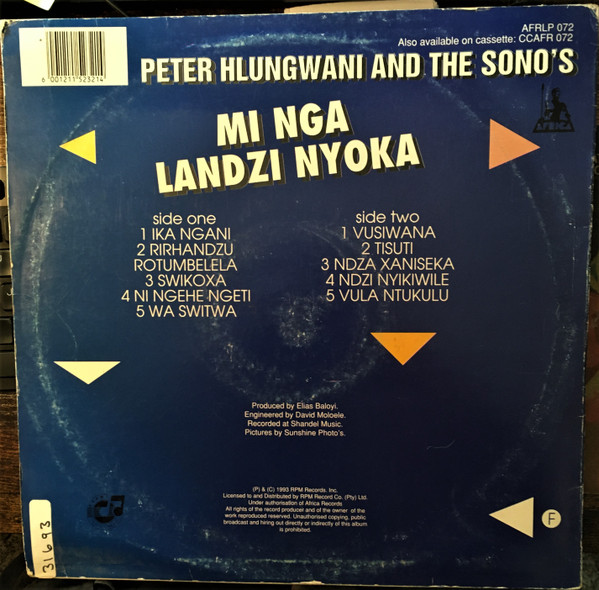 AFRLP 072
Also available on cassette: CCAFR 072
8 001211 523214
PETER HLUNGWANI AND THE SONO'S
MI NGA
LANDZI NYOKA
side one
1 IKA NGANI
2 RIRHANDZU
ROTUMBELELA
3 SWIKOXA
4 NI NGEHE NGETI
5 WA SWITWA
side two
1 VUSIWANA
2 TISUTI
3 NDZA XANISEKA
4 NDZI NYIKIWILE
5 VULA NTUKULU
Produced by Elias Baloyi.
Engineered by David Moloele.
Recorded at Shandel Music.
Pictures by Sunshine Photo's.
(P) & (C) 1993 RPM Records. Inc.
Licensed to and Distributed by RPM Record Co. (Pty) Ltd.
Under authorisation of Africa Records
All rights of the record producer and of the owner of the
work reproduced reserved. Unauthorised copying, public
broadcast and hiring out directly or indirectly of this album
is prohibited.
31693
F